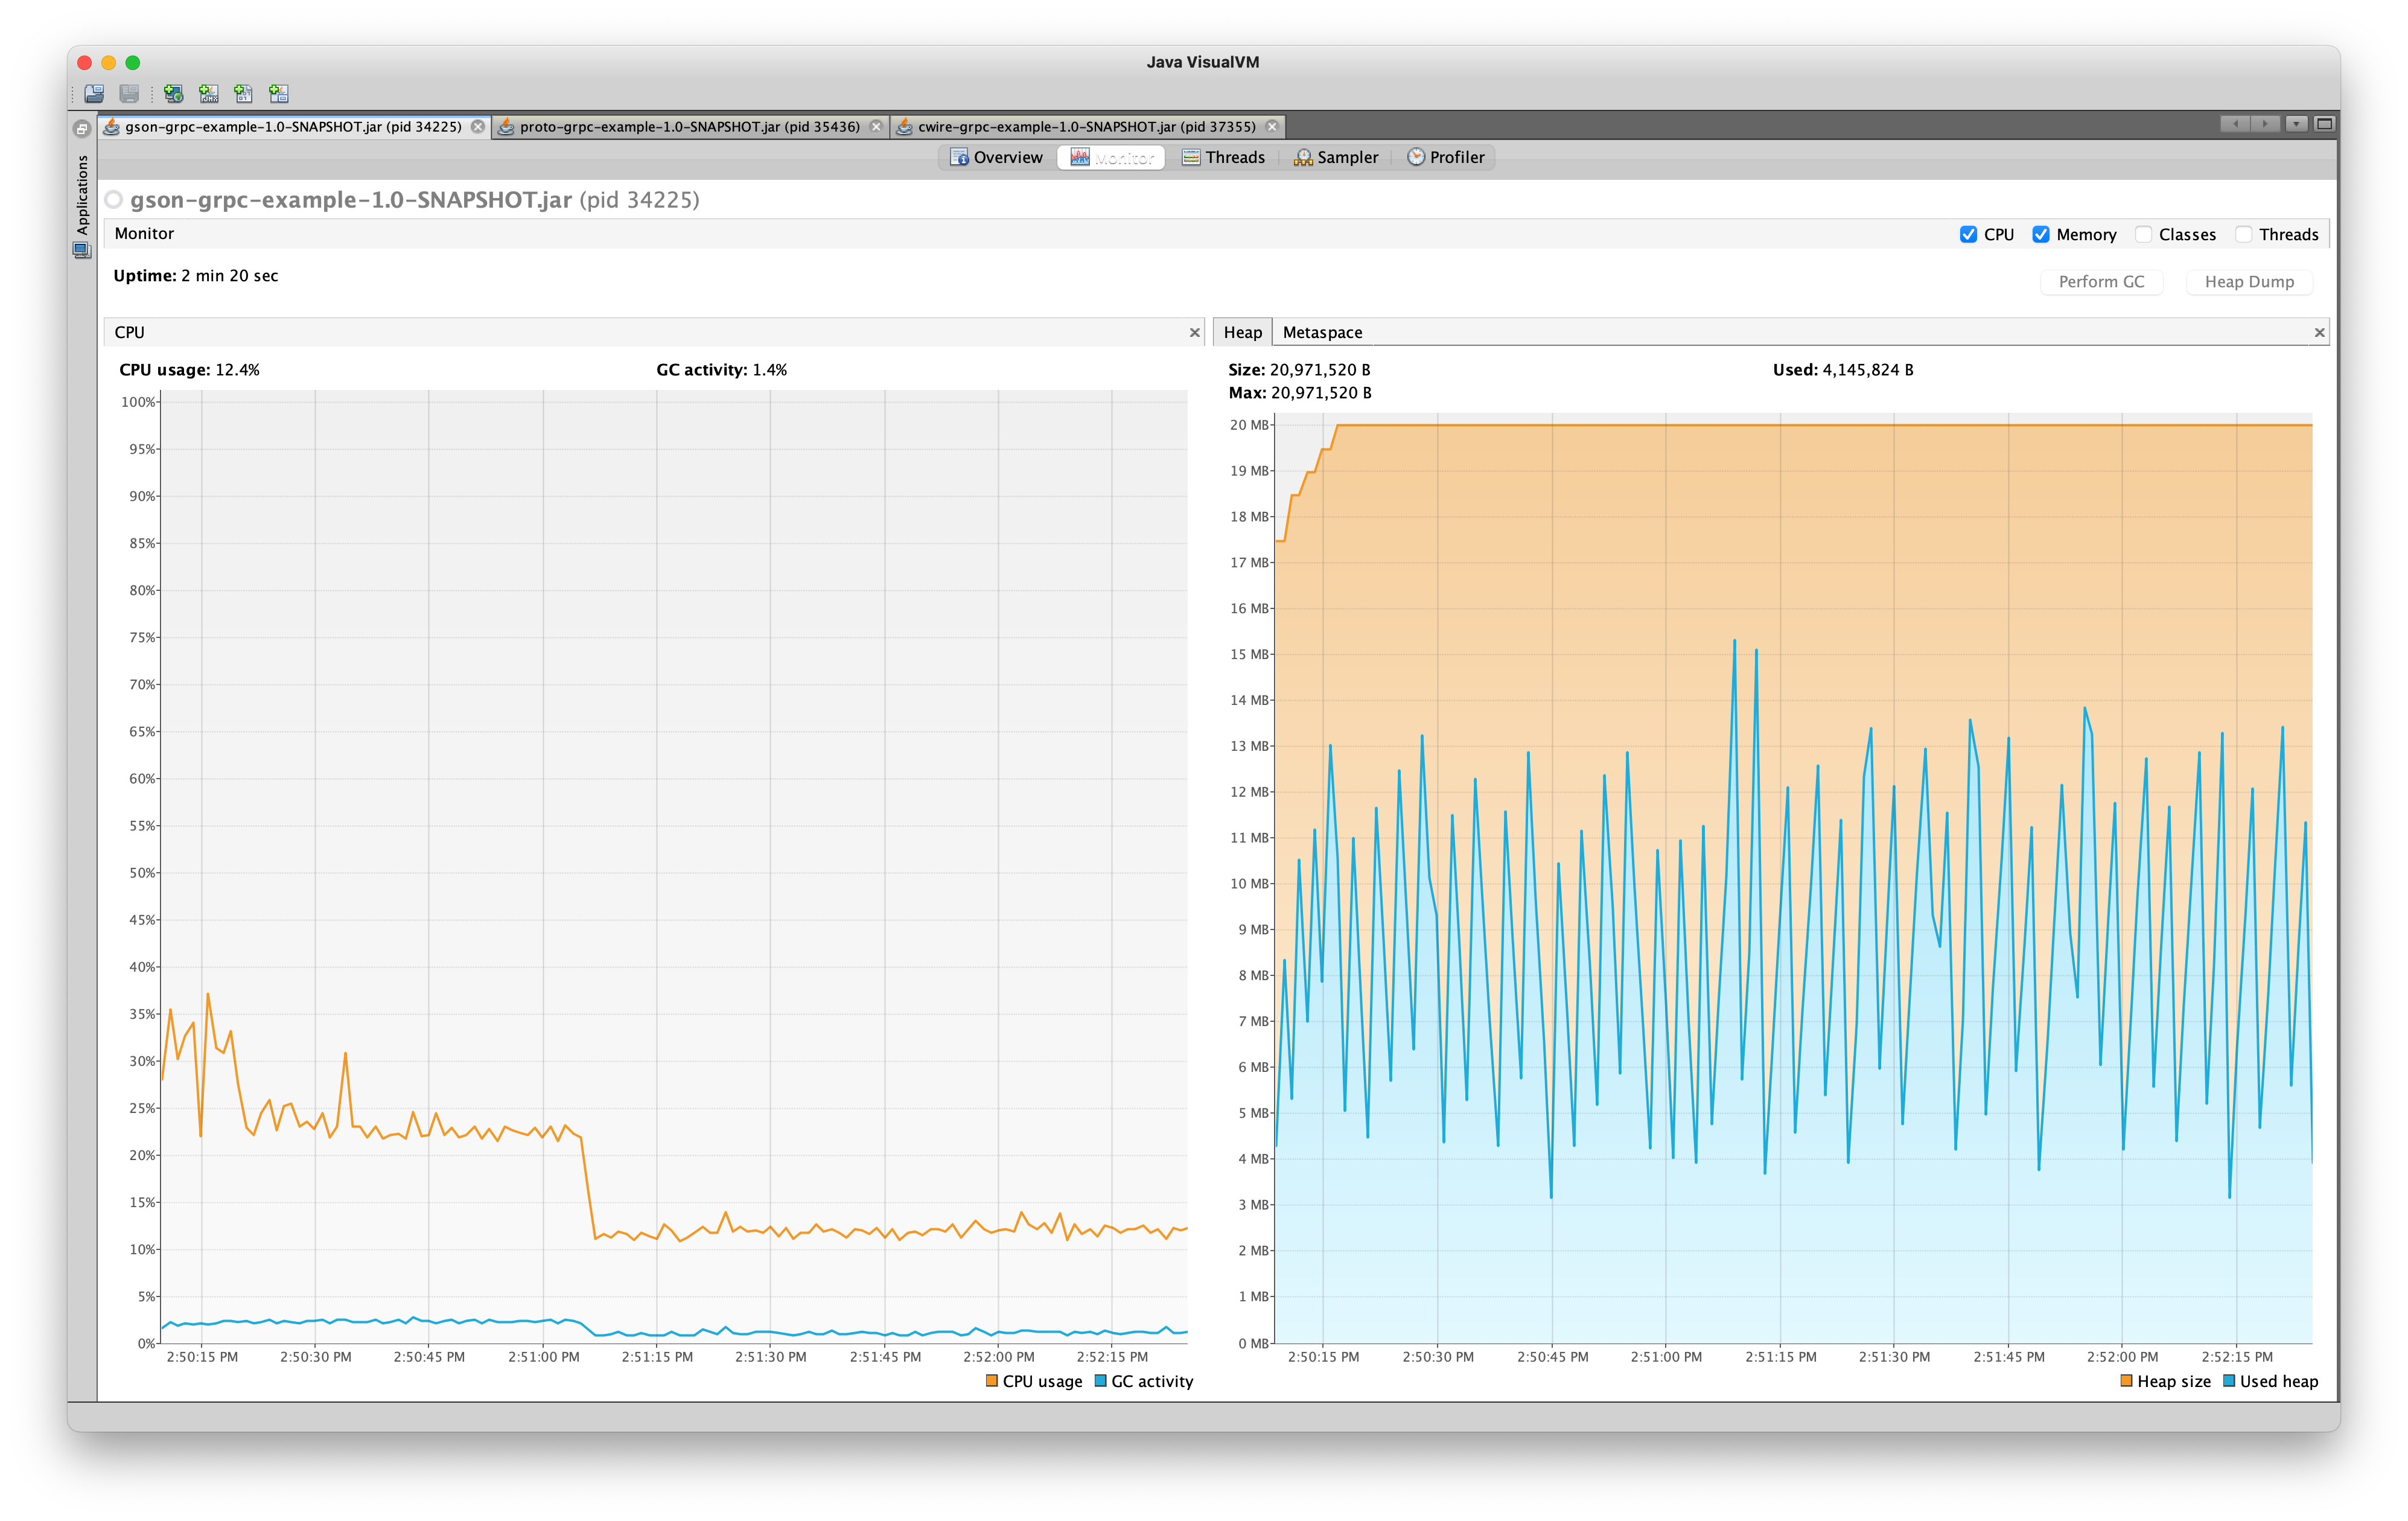 Java VisualVM
gson-grpc-example-1.0-SNAPSHOT.jar (pid 34225)
proto-grpc-example-1.0-SNAPSHOT.jar (pid 35436)
cwire-grpc-example-1.0-SNAPSHOT.jar (pid 37355)
Applications
Overview Monitor Threads Sampler Profiler
gson-grpc-example-1.0-SNAPSHOT.jar (pid 34225)
Monitor
CPU Memory Classes Threads
Uptime: 2 min 20 sec
Perform GC Heap Dump
CPU
CPU usage: 12.4% GC activity: 1.4%
100%
95%
90%
85%
80%
75%
70%
65%
60%
55%
50%
45%
40%
35%
30%
25%
20%
15%
10%
5%
0%
2:50:15 PM 2:50:30 PM 2:50:45 PM 2:51:00 PM 2:51:15 PM 2:51:30 PM 2:51:45 PM 2:52:00 PM 2:52:15 PM
CPU usage GC activity
Heap Metaspace
Size: 20,971,520 B Used: 4,145,824 B
Max: 20,971,520 B
20 MB
19 MB
18 MB
17 MB
16 MB
15 MB
14 MB
13 MB
12 MB
11 MB
10 MB
9 MB
8 MB
7 MB
6 MB
5 MB
4 MB
3 MB
2 MB
1 MB
0 MB
2:50:15 PM 2:50:30 PM 2:50:45 PM 2:51:00 PM 2:51:15 PM 2:51:30 PM 2:51:45 PM 2:52:00 PM 2:52:15 PM
Heap size Used heap